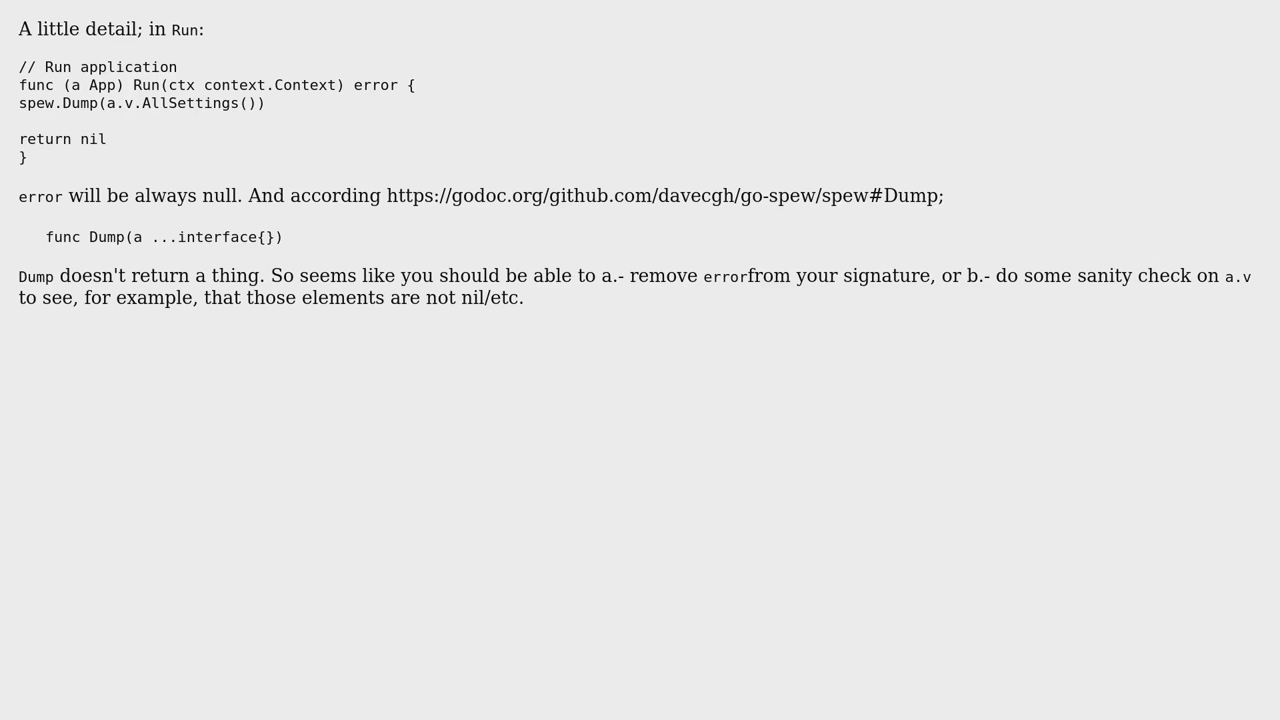 A little detail; in Run:
// Run application
func (a App) Run(ctx context.Context) error {
spew.Dump(a.v.AllSettings())
return nil
}
error will be always null. And according https://godoc.org/github.com/davecgh/go-spew/spew#Dump;
func Dump(a ...interface{})
Dump doesn't return a thing. So seems like you should be able to a.- remove errorfrom your signature, or b.- do some sanity check on a.v
to see, for example, that those elements are not nil/etc.